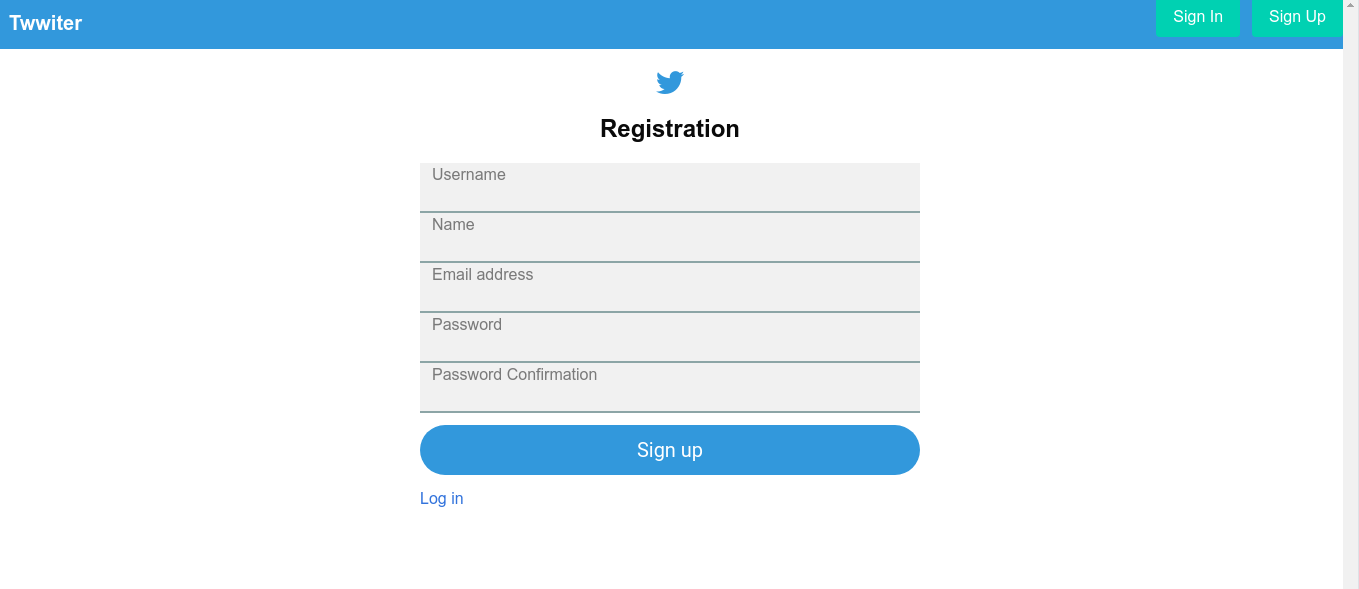 Twwiter
Sign In
Sign Up
Registration
Username
Name
Email address
Password
Password Confirmation
Sign up
Log in